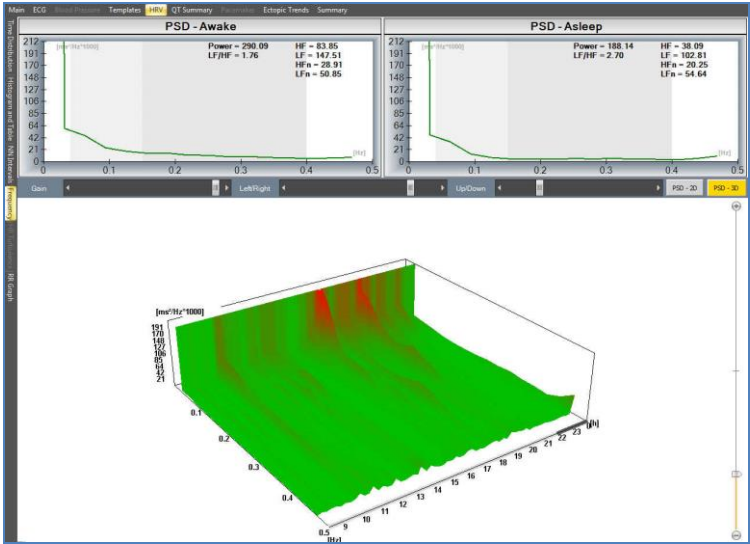 Main ECG Blood Pressure Templates HRV QT Summary Pacemaker Ectopic Trends Summary
Time Distribution
Histogram and Table
NN Intervals
Frequency
RR Graph
PSD - Awake
212
191
170
148
127
106
85
64
42
21
0
[ms²/Hz*1000]
Power = 290.09
LF/HF = 1.76
HF = 83.85
LF = 147.51
HFn = 28.91
LFn = 50.85
[Hz]
0 0.1 0.2 0.3 0.4 0.5
PSD - Asleep
212
191
170
148
127
106
85
64
42
21
0
[ms²/Hz*1000]
Power = 188.14
LF/HF = 2.70
HF = 38.09
LF = 102.81
HFn = 20.25
LFn = 54.64
[Hz]
0 0.1 0.2 0.3 0.4 0.5
Gain Left/Right Up/Down PSD - 2D PSD - 3D
[ms²/Hz*1000]
191
170
148
127
106
85
64
42
21
0.1
0.2
0.3
0.4
0.5
[Hz]
9 10 11 12 13 14 15 16 17 18 19 20 21 22 23